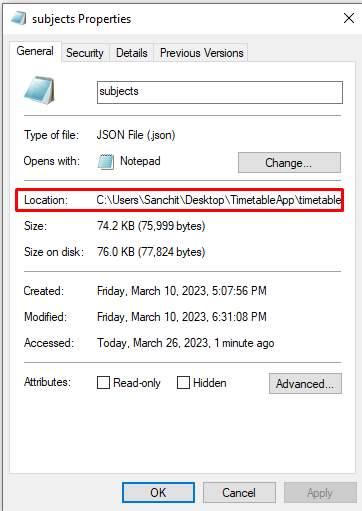 subjects Properties
General Security Details Previous Versions
subjects
Type of file: JSON File (.json)
Opens with: Notepad Change...
Location: C:\Users\Sanchit\Desktop\TimetableApp\timetable
Size: 74.2 KB (75,999 bytes)
Size on disk: 76.0 KB (77,824 bytes)
Created: Friday, March 10, 2023, 5:07:56 PM
Modified: Friday, March 10, 2023, 6:31:08 PM
Accessed: Today, March 26, 2023, 1 minute ago
Attributes: Read-only Hidden Advanced...
OK Cancel Apply